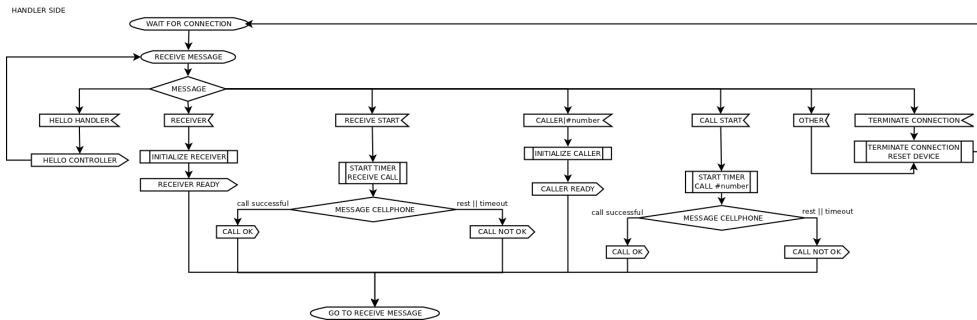 HANDLER SIDE
WAIT FOR CONNECTION
RECEIVE MESSAGE
MESSAGE
HELLO HANDLER
RECEIVER
RECEIVE START
CALLER|#number
CALL START
OTHER
TERMINATE CONNECTION
HELLO CONTROLLER
INITIALIZE RECEIVER
START TIMER
RECEIVE CALL
INITIALIZE CALLER
START TIMER
CALL #number
TERMINATE CONNECTION
RESET DEVICE
RECEIVER READY
CALLER READY
call successful
MESSAGE CELLPHONE
rest || timeout
call successful
MESSAGE CELLPHONE
rest || timeout
CALL OK
CALL NOT OK
CALL OK
CALL NOT OK
GO TO RECEIVE MESSAGE